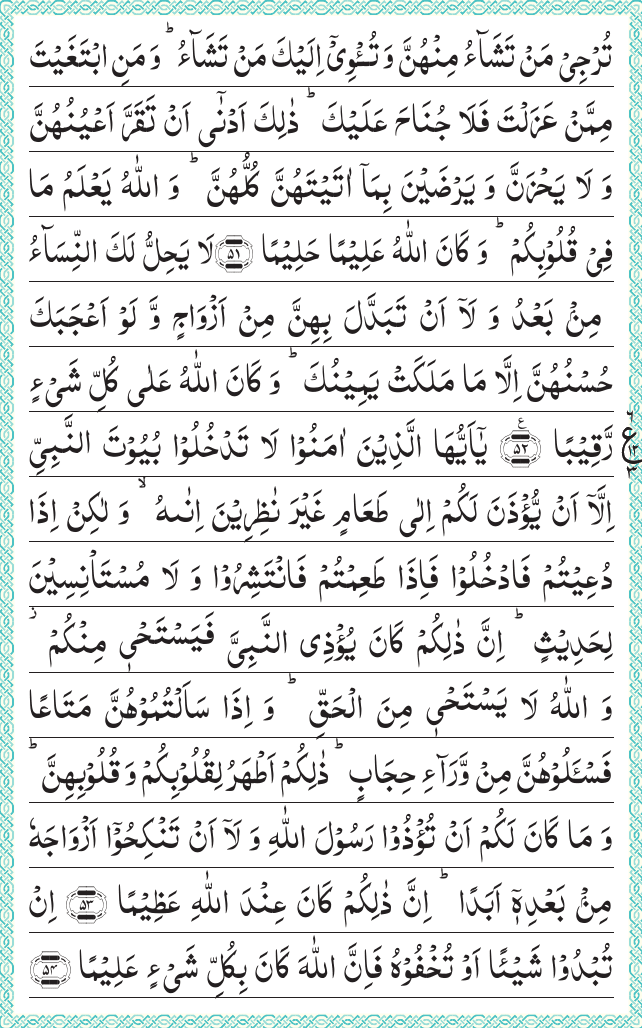 تُرْجِیْ مَنْ تَشَآءُ مِنْهُنَّ وَ تُـْٔوِیْۤ اِلَیْكَ مَنْ تَشَآءُ ؕ وَ مَنِ ابْتَغَیْتَ
مِمَّنْ عَزَلْتَ فَلَا جُنَاحَ عَلَیْكَ ؕ ذٰلِكَ اَدْنٰۤی اَنْ تَقَرَّ اَعْیُنُهُنَّ
وَ لَا یَحْزَنَّ وَ یَرْضَیْنَ بِمَاۤ اٰتَیْتَهُنَّ كُلُّهُنَّ ؕ وَ اللّٰهُ یَعْلَمُ مَا
فِیْ قُلُوْبِكُمْ ؕ وَ كَانَ اللّٰهُ عَلِیْمًا حَلِیْمًا ﴿۵۱﴾ لَا یَحِلُّ لَكَ النِّسَآءُ
مِنْۢ بَعْدُ وَ لَاۤ اَنْ تَبَدَّلَ بِهِنَّ مِنْ اَزْوَاجٍ وَّ لَوْ اَعْجَبَكَ
حُسْنُهُنَّ اِلَّا مَا مَلَكَتْ یَمِیْنُكَ ؕ وَ كَانَ اللّٰهُ عَلٰی كُلِّ شَیْءٍ
رَّقِیْبًا ﴿۵۲﴾ یٰۤاَیُّهَا الَّذِیْنَ اٰمَنُوْا لَا تَدْخُلُوْا بُیُوْتَ النَّبِیِّ
اِلَّاۤ اَنْ یُّؤْذَنَ لَكُمْ اِلٰی طَعَامٍ غَیْرَ نٰظِرِیْنَ اِنٰىهُ ۙ وَ لٰكِنْ اِذَا
دُعِیْتُمْ فَادْخُلُوْا فَاِذَا طَعِمْتُمْ فَانْتَشِرُوْا وَ لَا مُسْتَاْنِسِیْنَ
لِحَدِیْثٍ ؕ اِنَّ ذٰلِكُمْ كَانَ یُؤْذِی النَّبِیَّ فَیَسْتَحْیٖ مِنْكُمْ ؗ
وَ اللّٰهُ لَا یَسْتَحْیٖ مِنَ الْحَقِّ ؕ وَ اِذَا سَاَلْتُمُوْهُنَّ مَتَاعًا
فَسْـَٔلُوْهُنَّ مِنْ وَّرَآءِ حِجَابٍ ؕ ذٰلِكُمْ اَطْهَرُ لِقُلُوْبِكُمْ وَ قُلُوْبِهِنَّ ؕ
وَ مَا كَانَ لَكُمْ اَنْ تُؤْذُوْا رَسُوْلَ اللّٰهِ وَ لَاۤ اَنْ تَنْكِحُوْۤا اَزْوَاجَهٗ
مِنْۢ بَعْدِهٖۤ اَبَدًا ؕ اِنَّ ذٰلِكُمْ كَانَ عِنْدَ اللّٰهِ عَظِیْمًا ﴿۵۳﴾ اِنْ
تُبْدُوْا شَیْـًٔا اَوْ تُخْفُوْهُ فَاِنَّ اللّٰهَ كَانَ بِكُلِّ شَیْءٍ عَلِیْمًا ﴿۵۴﴾